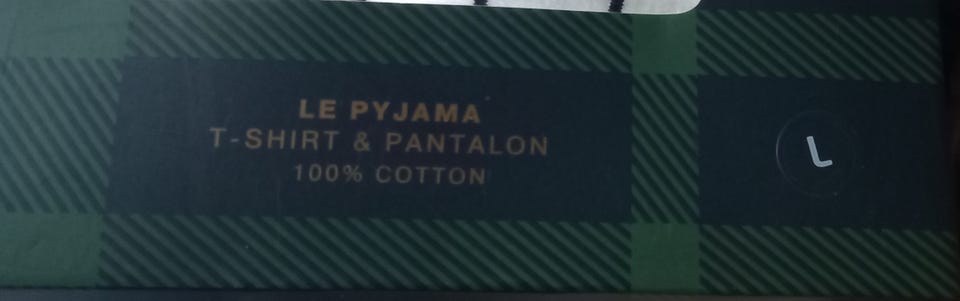 LE PYJAMA
T-SHIRT & PANTALON
100% COTTON
L